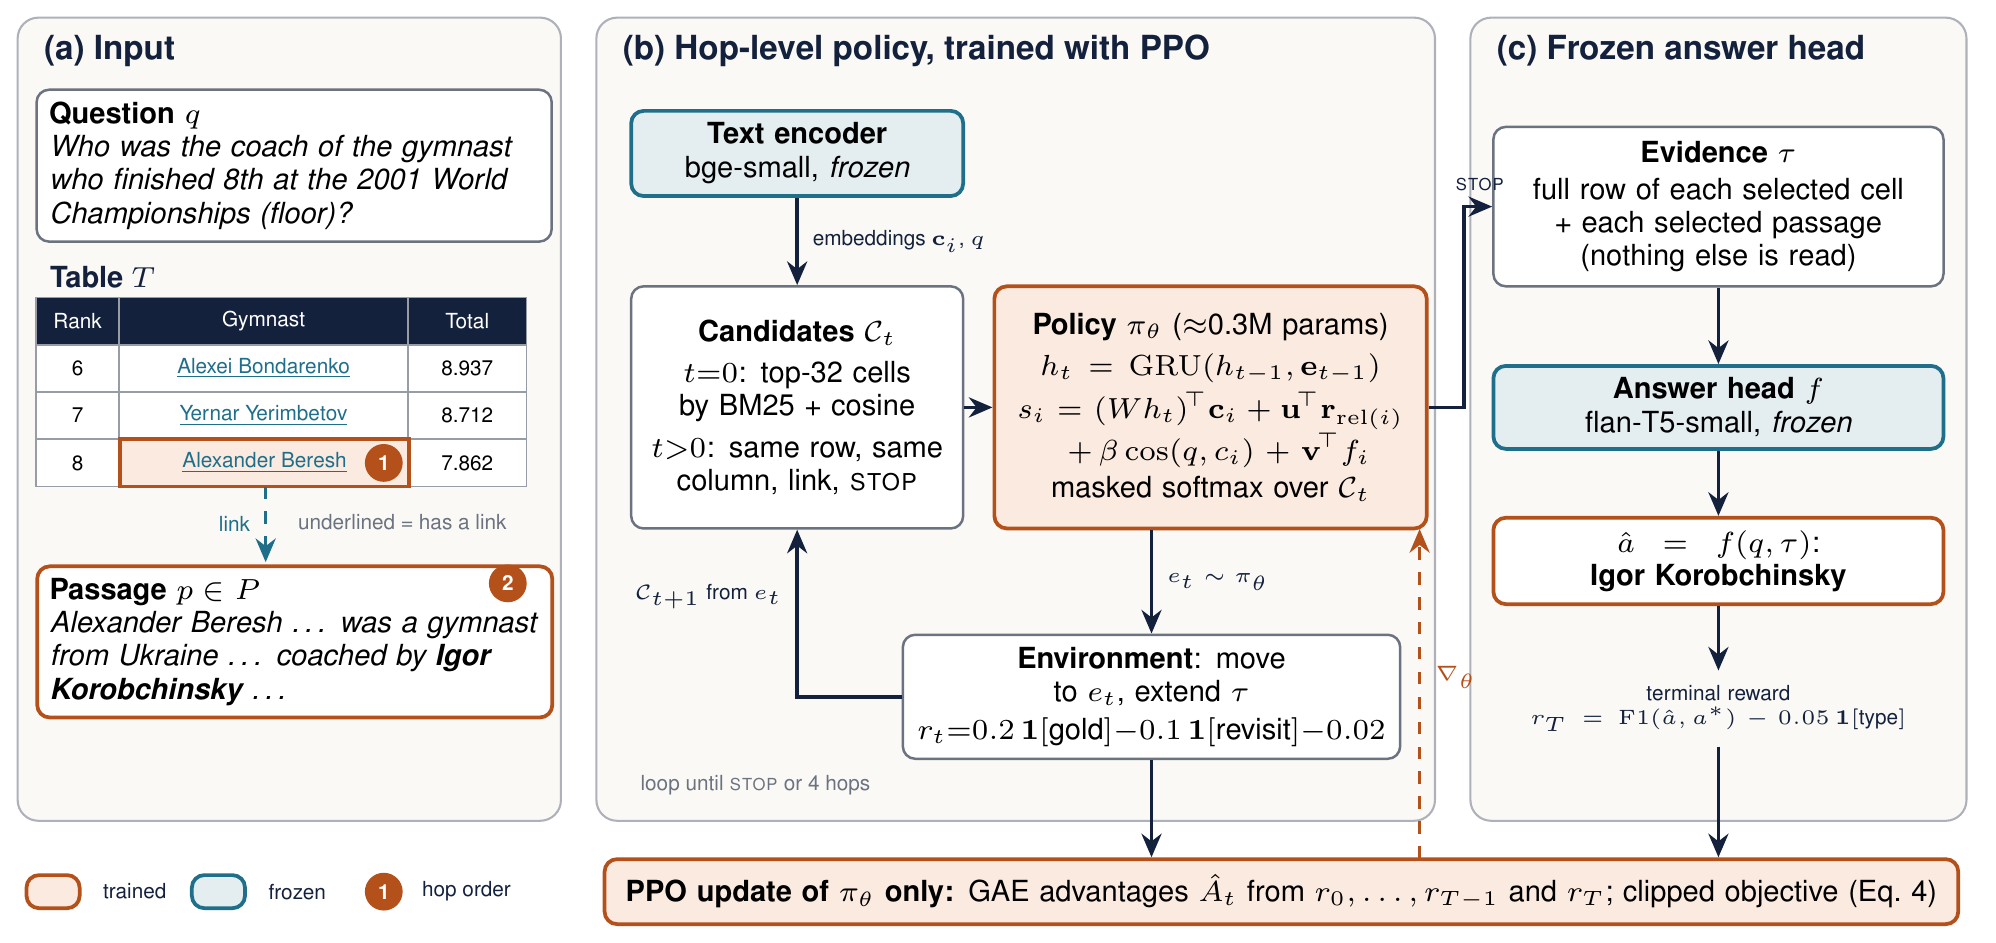 (a) Input
Question q
Who was the coach of the gymnast
who finished 8th at the 2001 World
Championships (floor)?
Table T
Rank Gymnast Total
6 Alexei Bondarenko 8.937
7 Yernar Yerimbetov 8.712
8 Alexander Beresh 1 7.862
link underlined = has a link
Passage p ∈ P 2
Alexander Beresh ... was a gymnast
from Ukraine ... coached by Igor
Korobchinsky ...
trained frozen 1 hop order
(b) Hop-level policy, trained with PPO
Text encoder
bge-small, frozen
embeddings c_i, q
Candidates C_t
t=0: top-32 cells
by BM25 + cosine
t>0: same row, same
column, link, STOP
Policy π_θ (≈0.3M params)
h_t = GRU(h_{t−1}, e_{t−1})
s_i = (Wh_t)^⊤ c_i + u^⊤ r_{rel(i)}
+ β cos(q, c_i) + v^⊤ f_i
masked softmax over C_t
C_{t+1} from e_t
e_t ∼ π_θ
Environment: move
to e_t, extend τ
r_t=0.2 1[gold]−0.1 1[revisit]−0.02
∇_θ
loop until STOP or 4 hops
(c) Frozen answer head
STOP
Evidence τ
full row of each selected cell
+ each selected passage
(nothing else is read)
Answer head f
flan-T5-small, frozen
â = f(q, τ):
Igor Korobchinsky
terminal reward
r_T = F1(â, a*) − 0.05 1[type]
PPO update of π_θ only: GAE advantages Â_t from r_0, ..., r_{T−1} and r_T; clipped objective (Eq. 4)